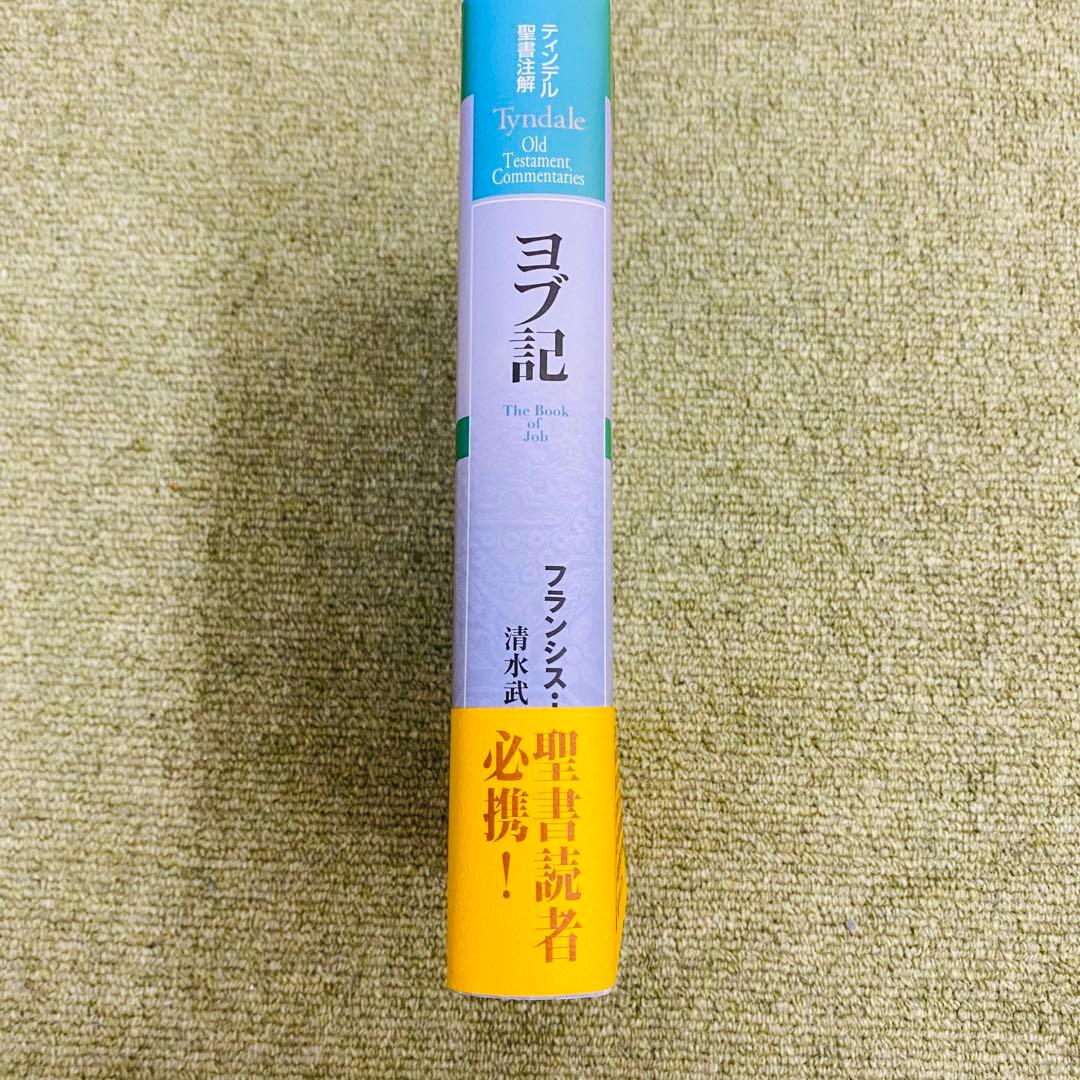 ティンデル
聖書注解
Tyndale
Old
Testament
Commentaries
ヨブ記
The Book
of
Job
フランシス・
清水武
聖書読者
必携！